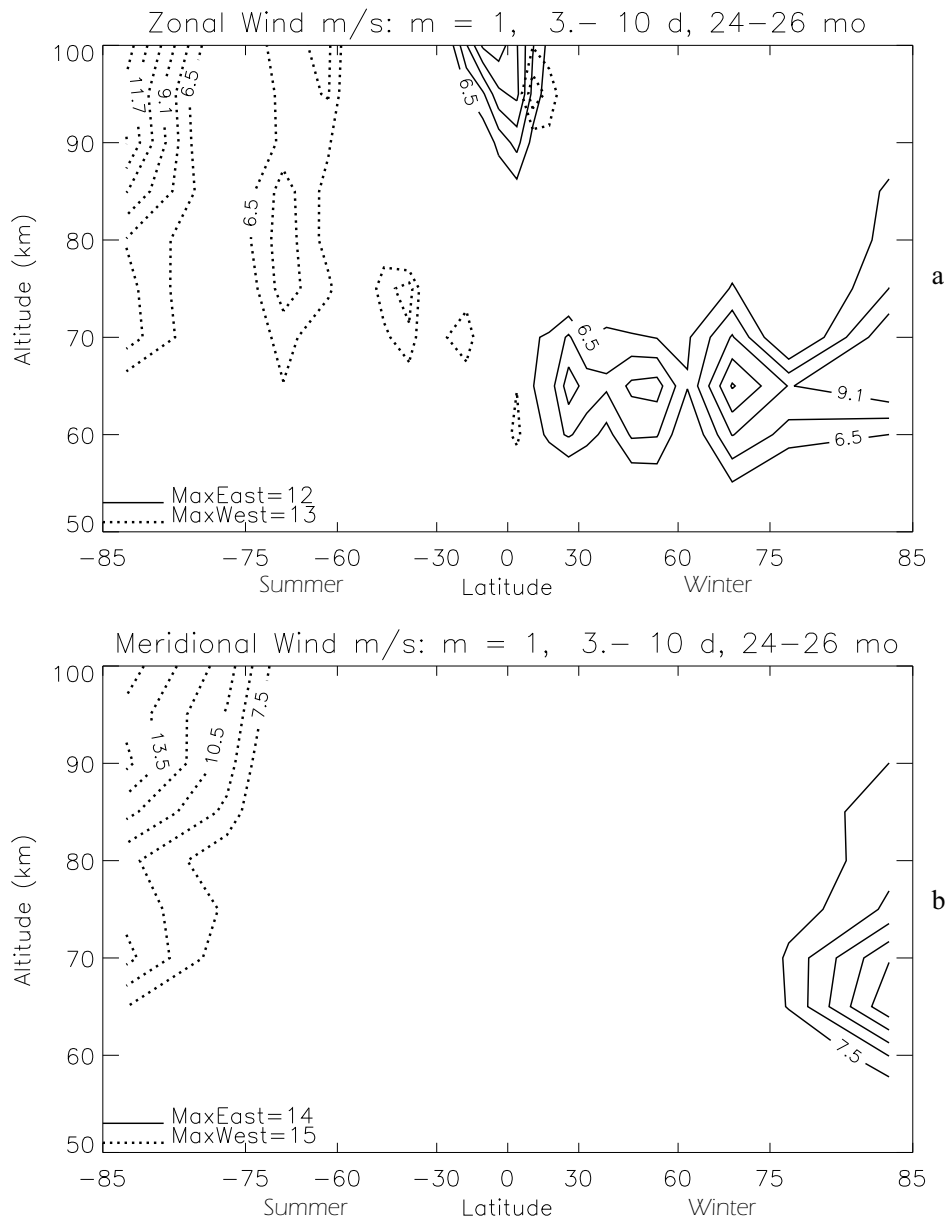 Zonal Wind m/s: m = 1, 3.− 10 d, 24−26 mo
100
90
80
70
60
50
Altitude (km)
11.7
9.1
6.5
6.5
6.5
6.5
9.1
6.5
MaxEast=12
MaxWest=13
−85 −75 −60 −30 0 30 60 75 85
Summer Latitude Winter
a
Meridional Wind m/s: m = 1, 3.− 10 d, 24−26 mo
100
90
80
70
60
50
Altitude (km)
13.5
10.5
7.5
7.5
MaxEast=14
MaxWest=15
−85 −75 −60 −30 0 30 60 75 85
Summer Latitude Winter
b